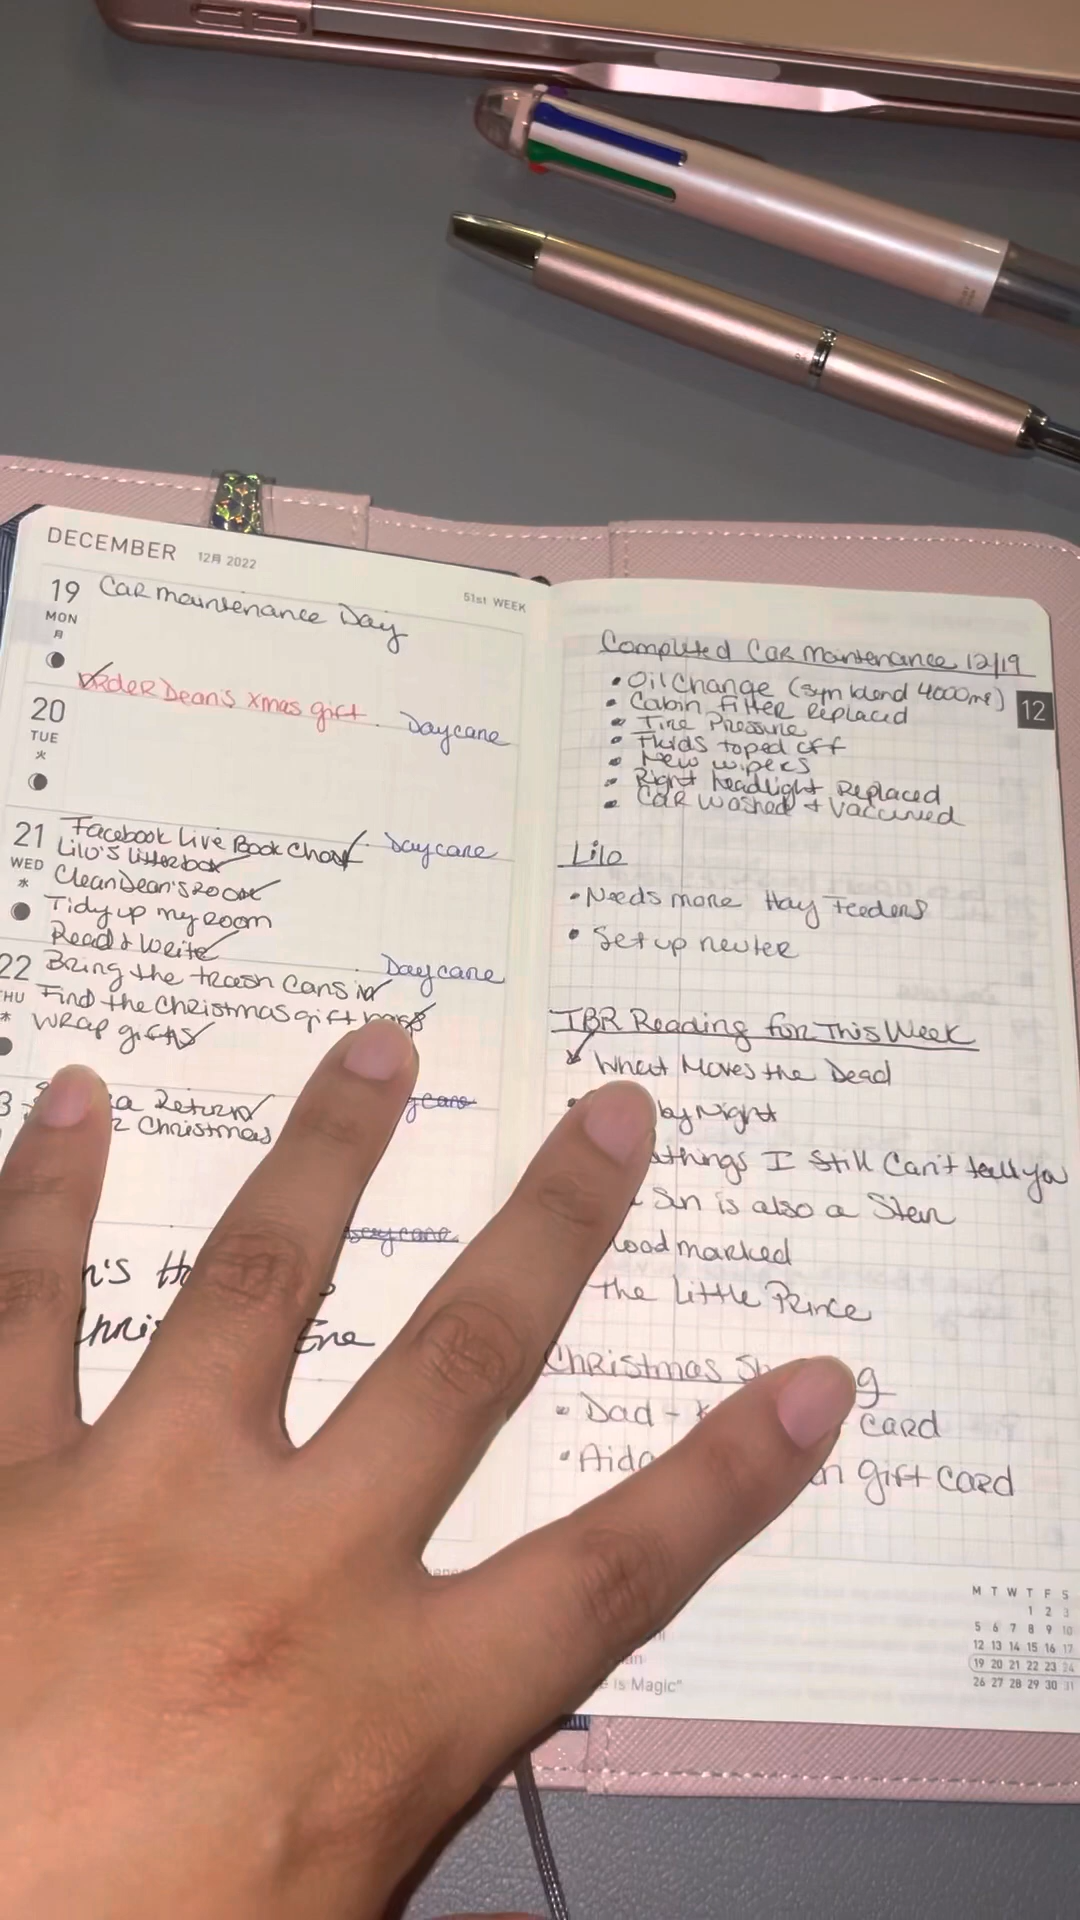 DECEMBER 12月 2022
51st WEEK
19 Car maintenance Day
MON
月
Order Dean's xmas gift.
20 Daycare
TUE
火
21 Facebook Live Book Chat Daycare
WED Lilo's litterbox
Clean Dean's room
Tidy up my room
Read & Write
22 Bring the trash cans in Daycare
THU Find the Christmas gift bags
Wrap gifts
3 a Return
Christmas
's
Eve
Completed Car Maintenance 12/19
• Oil Change (syn blend 4000mi)
• Cabin Filter Replaced
• Tire Pressure
• Fluids toped off
• New wipers
• Right headlight Replaced
• Car washed + vaccumed
12
Lilo
• Needs more Hay Feeders
• Set up neuter
TBR Reading for This Week
What Moves the Dead
by Night
things I Still Can't tell you
Sun is also a Star
marked
the Little Prince
Christmas
• Dad - Card
• gift card
is Magic"
M T W T F S
1 2 3
5 6 7 8 9 10
12 13 14 15 16 17
19 20 21 22 23 24
26 27 28 29 30 31